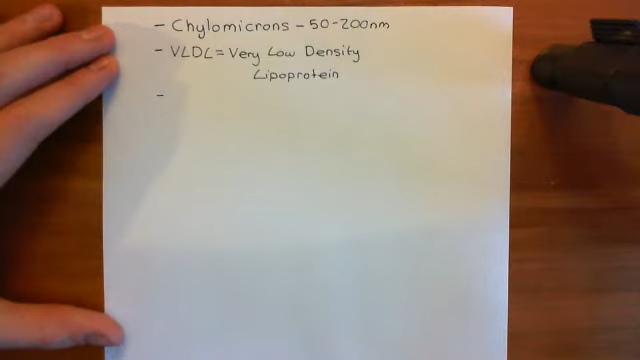 - Chylomicrons - 50-200nm
- VLDL = Very Low Density
Lipoprotein
-